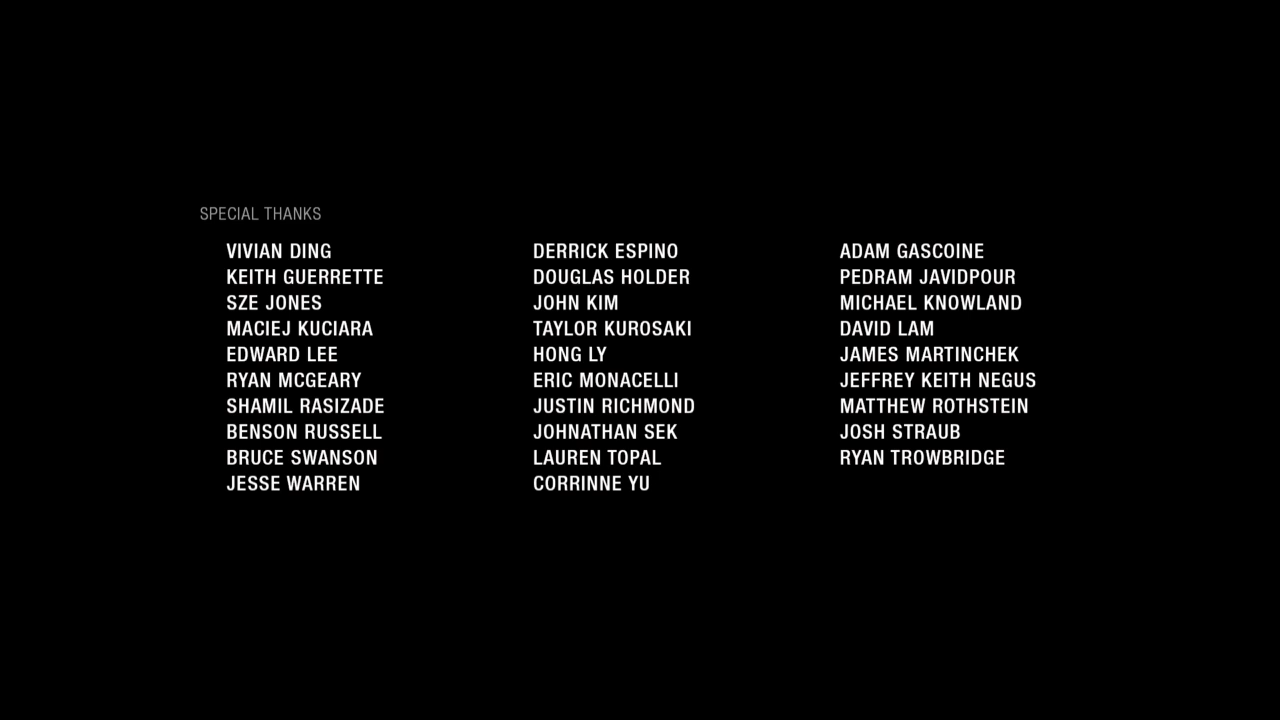 SPECIAL THANKS
VIVIAN DING
KEITH GUERRETTE
SZE JONES
MACIEJ KUCIARA
EDWARD LEE
RYAN MCGEARY
SHAMIL RASIZADE
BENSON RUSSELL
BRUCE SWANSON
JESSE WARREN
DERRICK ESPINO
DOUGLAS HOLDER
JOHN KIM
TAYLOR KUROSAKI
HONG LY
ERIC MONACELLI
JUSTIN RICHMOND
JOHNATHAN SEK
LAUREN TOPAL
CORRINNE YU
ADAM GASCOINE
PEDRAM JAVIDPOUR
MICHAEL KNOWLAND
DAVID LAM
JAMES MARTINCHEK
JEFFREY KEITH NEGUS
MATTHEW ROTHSTEIN
JOSH STRAUB
RYAN TROWBRIDGE